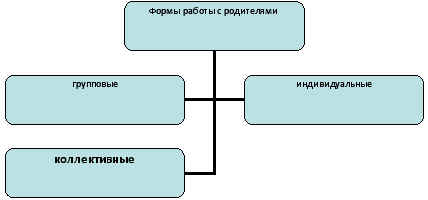 Формы работы с родителями
групповые
индивидуальные
коллективные